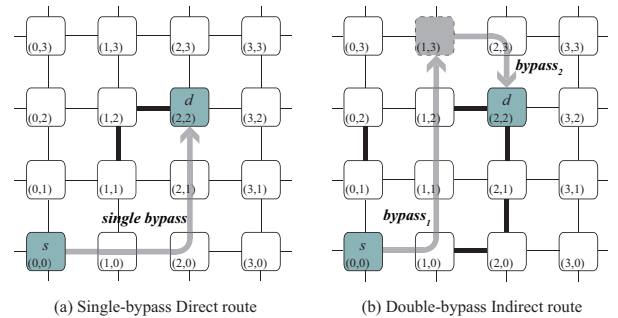 (0,3) (1,3) (2,3) (3,3)
d
(0,2) (1,2) (2,2) (3,2)
(0,1) (1,1) (2,1) (3,1)
single bypass
s
(0,0) (1,0) (2,0) (3,0)
(a) Single-bypass Direct route
(0,3) (1,3) (2,3) (3,3)
bypass₂
d
(0,2) (1,2) (2,2) (3,2)
(0,1) (1,1) (2,1) (3,1)
bypass₁
s
(0,0) (1,0) (2,0) (3,0)
(b) Double-bypass Indirect route